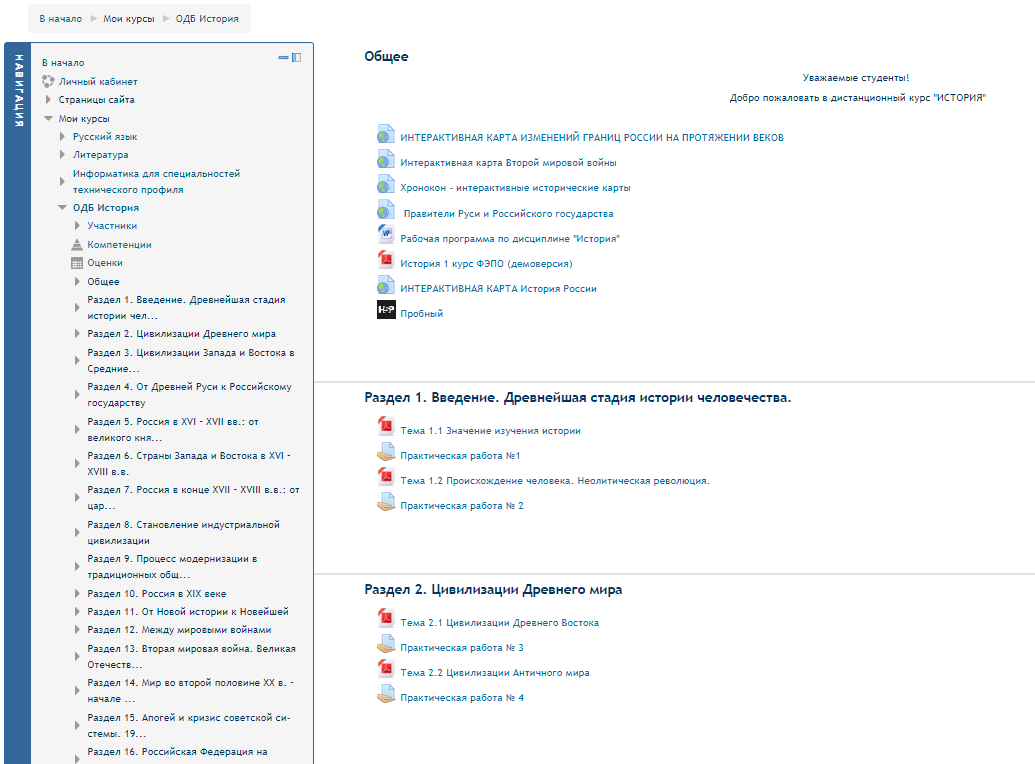 В начало ► Мои курсы ► ОДБ История
НАВИГАЦИЯ
В начало
Личный кабинет
Страницы сайта
Мои курсы
Русский язык
Литература
Информатика для специальностей
технического профиля
ОДБ История
Участники
Компетенции
Оценки
Общее
Раздел 1. Введение. Древнейшая стадия
истории чел...
Раздел 2. Цивилизации Древнего мира
Раздел 3. Цивилизации Запада и Востока в
Средние...
Раздел 4. От Древней Руси к Российскому
государству
Раздел 5. Россия в XVI - XVII вв.: от
великого кня...
Раздел 6. Страны Запада и Востока в XVI -
XVIII в.в.
Раздел 7. Россия в конце XVII - XVIII в.в.: от
цар...
Раздел 8. Становление индустриальной
цивилизации
Раздел 9. Процесс модернизации в
традиционных общ...
Раздел 10. Россия в XIX веке
Раздел 11. От Новой истории к Новейшей
Раздел 12. Между мировыми войнами
Раздел 13. Вторая мировая война. Великая
Отечеств...
Раздел 14. Мир во второй половине XX в. -
начале ...
Раздел 15. Апогей и кризис советской си-
стемы. 19...
Раздел 16. Российская Федерация на
Общее
Уважаемые студенты!
Добро пожаловать в дистанционный курс "ИСТОРИЯ"
ИНТЕРАКТИВНАЯ КАРТА ИЗМЕНЕНИЙ ГРАНИЦ РОССИИ НА ПРОТЯЖЕНИИ ВЕКОВ
Интерактивная карта Второй мировой войны
Хронокон - интерактивные исторические карты
Правители Руси и Российского государства
Рабочая программа по дисциплине "История"
История 1 курс ФЭПО (демоверсия)
ИНТЕРАКТИВНАЯ КАРТА История России
H5P Пробный
Раздел 1. Введение. Древнейшая стадия истории человечества.
Тема 1.1 Значение изучения истории
Практическая работа №1
Тема 1.2 Происхождение человека. Неолитическая революция.
Практическая работа № 2
Раздел 2. Цивилизации Древнего мира
Тема 2.1 Цивилизации Древнего Востока
Практическая работа № 3
Тема 2.2 Цивилизации Античного мира
Практическая работа № 4